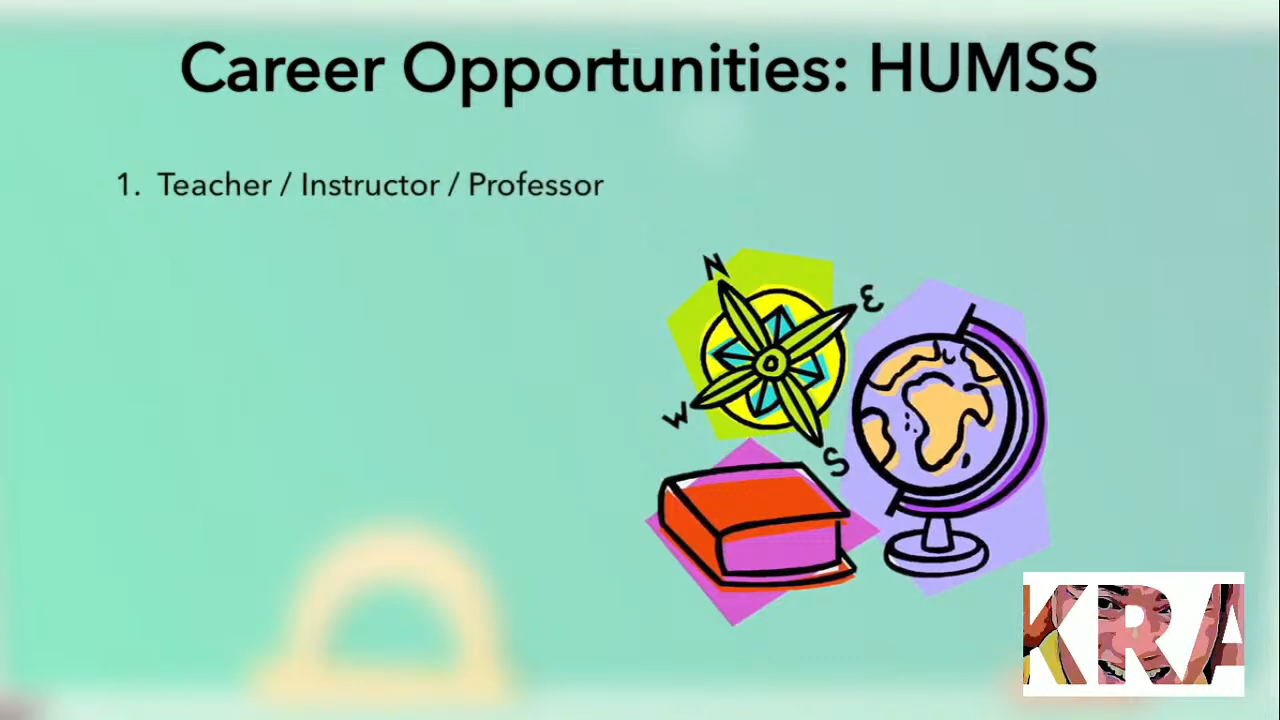 Career Opportunities: HUMSS
1. Teacher / Instructor / Professor
N
E
W
S
KRA